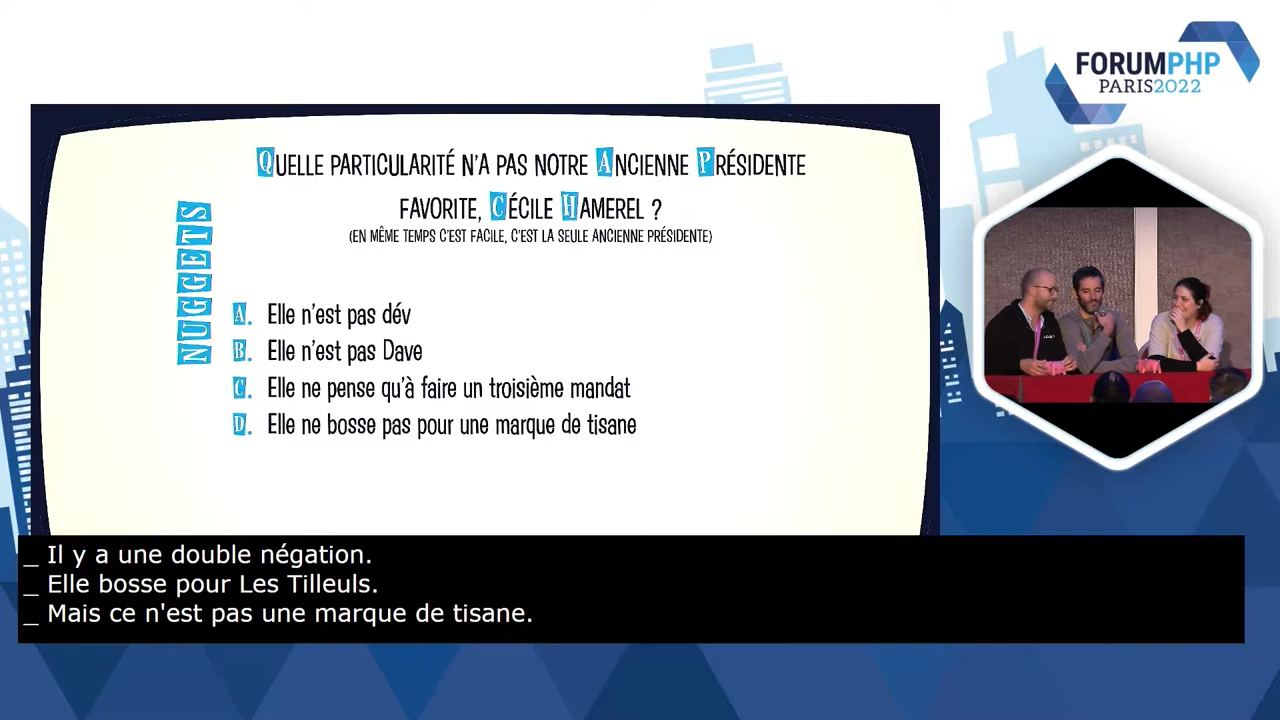 FORUMPHP
PARIS2022
QUELLE PARTICULARITÉ N'A PAS NOTRE ANCIENNE PRÉSIDENTE
FAVORITE, CÉCILE HAMEREL ?
(EN MÊME TEMPS C'EST FACILE, C'EST LA SEULE ANCIENNE PRÉSIDENTE)
NUGGETS
A. Elle n'est pas dév
B. Elle n'est pas Dave
C. Elle ne pense qu'à faire un troisième mandat
D. Elle ne bosse pas pour une marque de tisane
_ Il y a une double négation.
_ Elle bosse pour Les Tilleuls.
_ Mais ce n'est pas une marque de tisane.